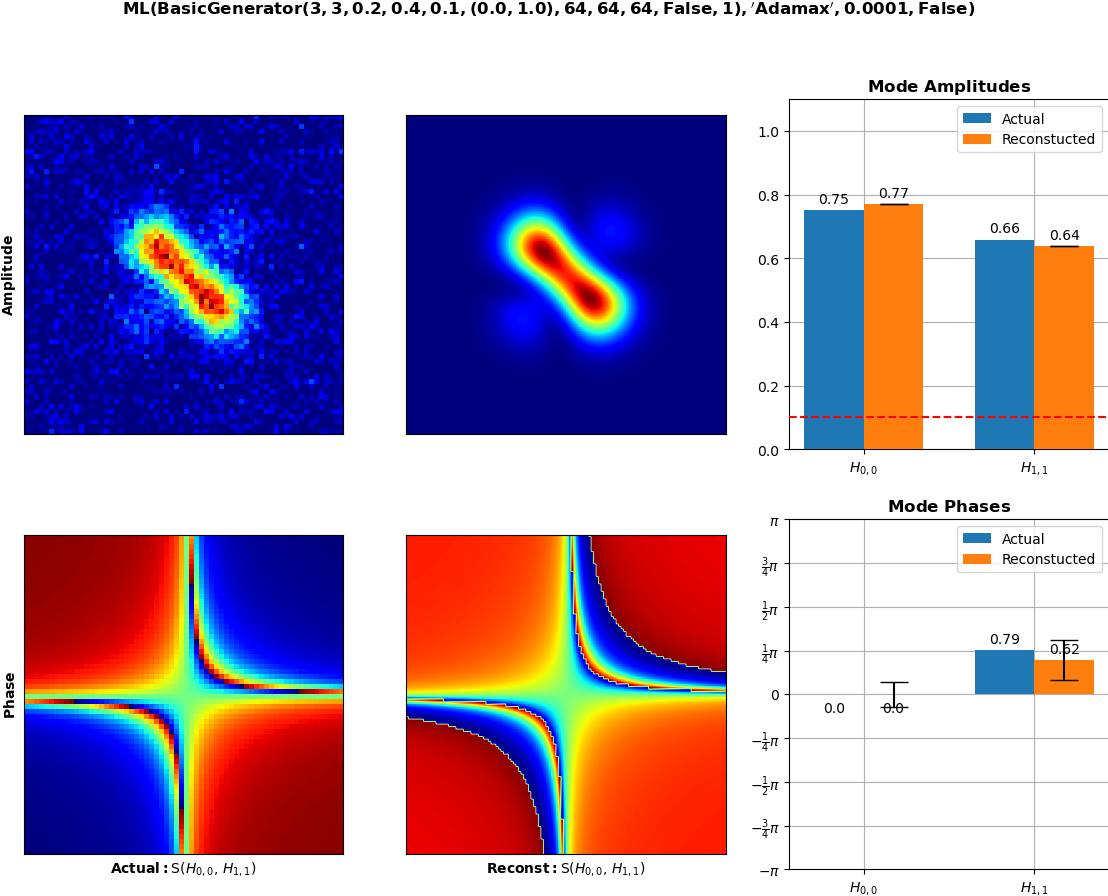 ML(BasicGenerator(3, 3, 0.2, 0.4, 0.1, (0.0, 1.0), 64, 64, 64, False, 1), ′Adamax′, 0.0001, False)
Amplitude
Mode Amplitudes
Actual
Reconstucted
1.0
0.8
0.6
0.4
0.2
0.0
0.75
0.77
0.66
0.64
H0, 0
H1, 1
Phase
Actual: S(H0, 0, H1, 1)
Reconst: S(H0, 0, H1, 1)
Mode Phases
Actual
Reconstucted
π
3/4π
1/2π
1/4π
0
−1/4π
−1/2π
−3/4π
−π
0.0
0.0
0.79
0.62
H0, 0
H1, 1